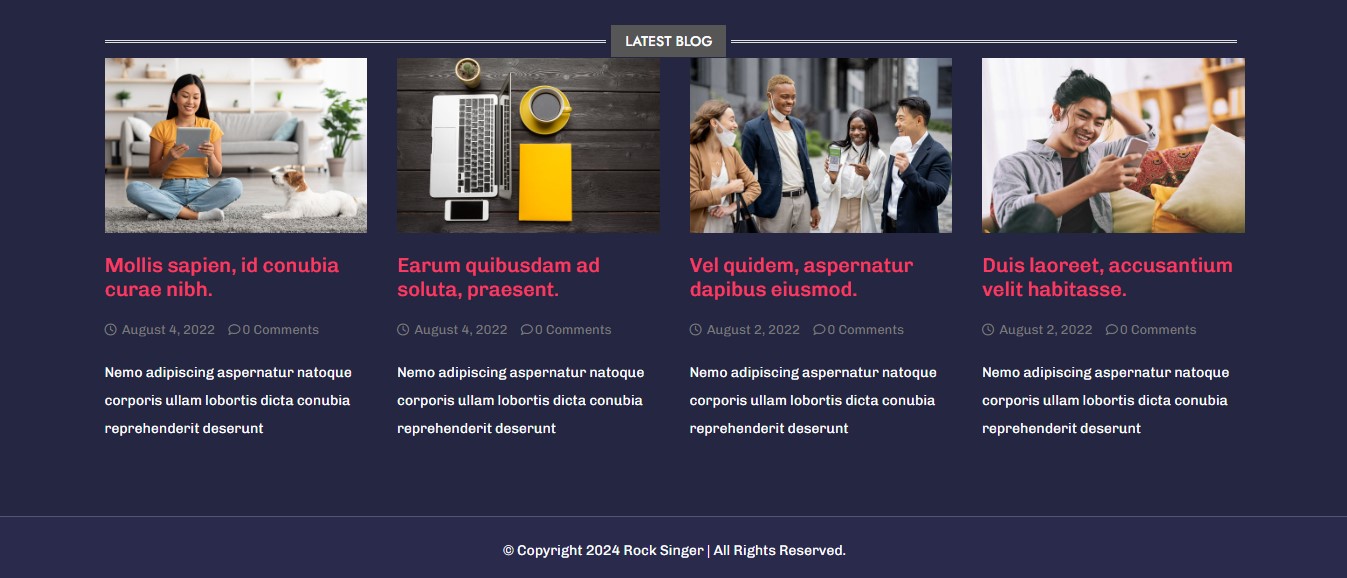 LATEST BLOG
Mollis sapien, id conubia
curae nibh.
August 4, 2022 0 Comments
Nemo adipiscing aspernatur natoque
corporis ullam lobortis dicta conubia
reprehenderit deserunt
Earum quibusdam ad
soluta, praesent.
August 4, 2022 0 Comments
Nemo adipiscing aspernatur natoque
corporis ullam lobortis dicta conubia
reprehenderit deserunt
Vel quidem, aspernatur
dapibus eiusmod.
August 2, 2022 0 Comments
Nemo adipiscing aspernatur natoque
corporis ullam lobortis dicta conubia
reprehenderit deserunt
Duis laoreet, accusantium
velit habitasse.
August 2, 2022 0 Comments
Nemo adipiscing aspernatur natoque
corporis ullam lobortis dicta conubia
reprehenderit deserunt
© Copyright 2024 Rock Singer | All Rights Reserved.